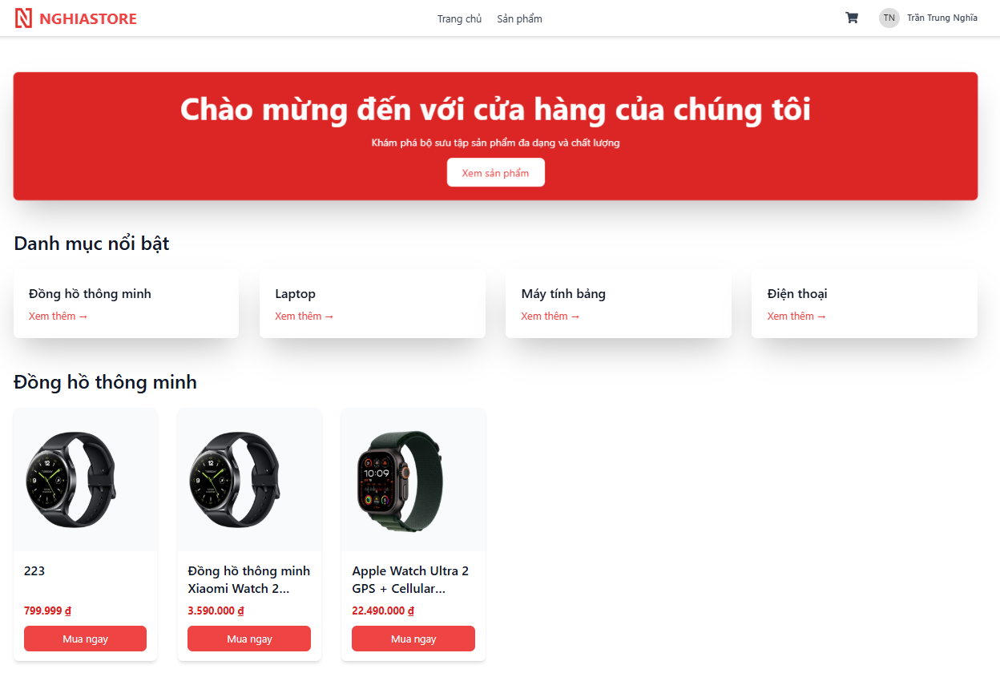 NGHIASTORE
Trang chủ
Sản phẩm
TN
Trần Trung Nghĩa
Chào mừng đến với cửa hàng của chúng tôi
Khám phá bộ sưu tập sản phẩm đa dạng và chất lượng
Xem sản phẩm
Danh mục nổi bật
Đồng hồ thông minh
Xem thêm →
Laptop
Xem thêm →
Máy tính bảng
Xem thêm →
Điện thoại
Xem thêm →
Đồng hồ thông minh
10:09
223
799.999 ₫
Mua ngay
Đồng hồ thông minh
Xiaomi Watch 2...
3.590.000 ₫
Mua ngay
Apple Watch Ultra 2
GPS + Cellular...
22.490.000 ₫
Mua ngay